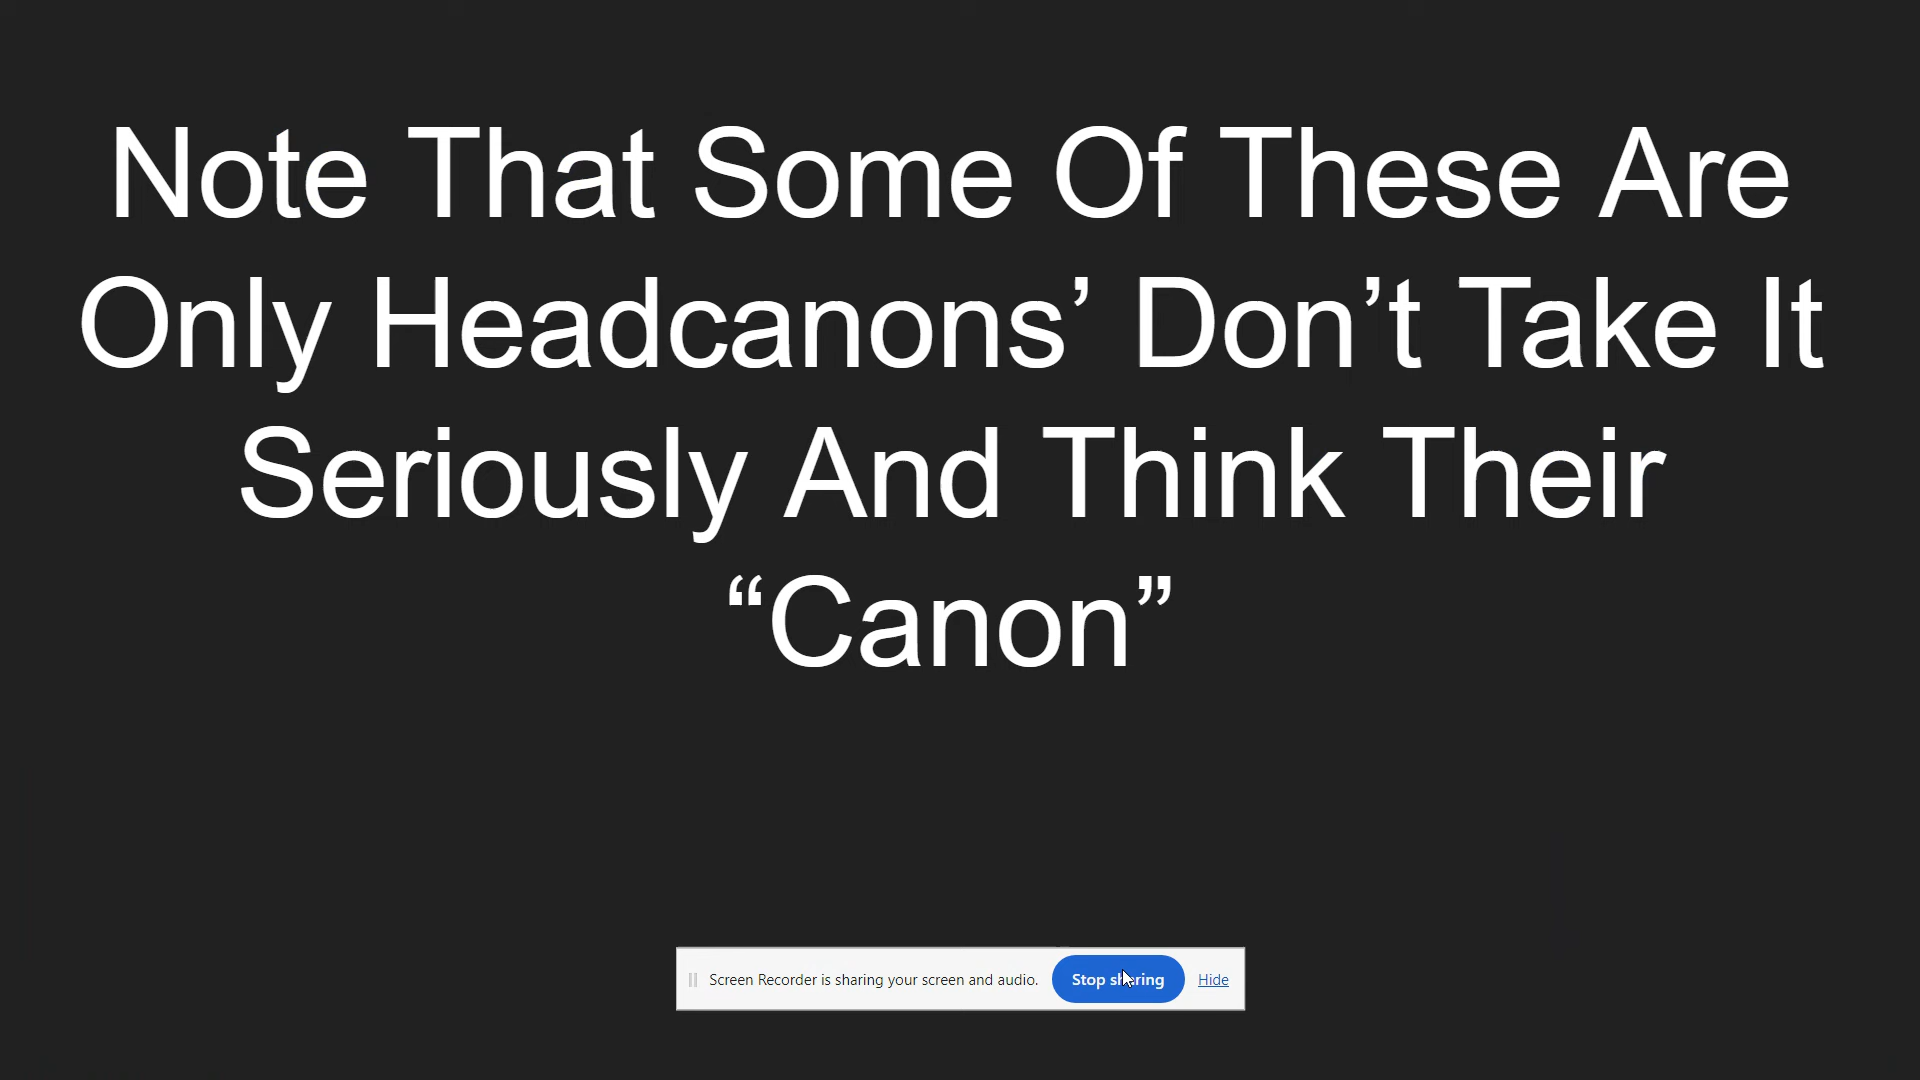 Note That Some Of These Are
Only Headcanons’ Don’t Take It
Seriously And Think Their
“Canon”
Screen Recorder is sharing your screen and audio. Stop sharing Hide